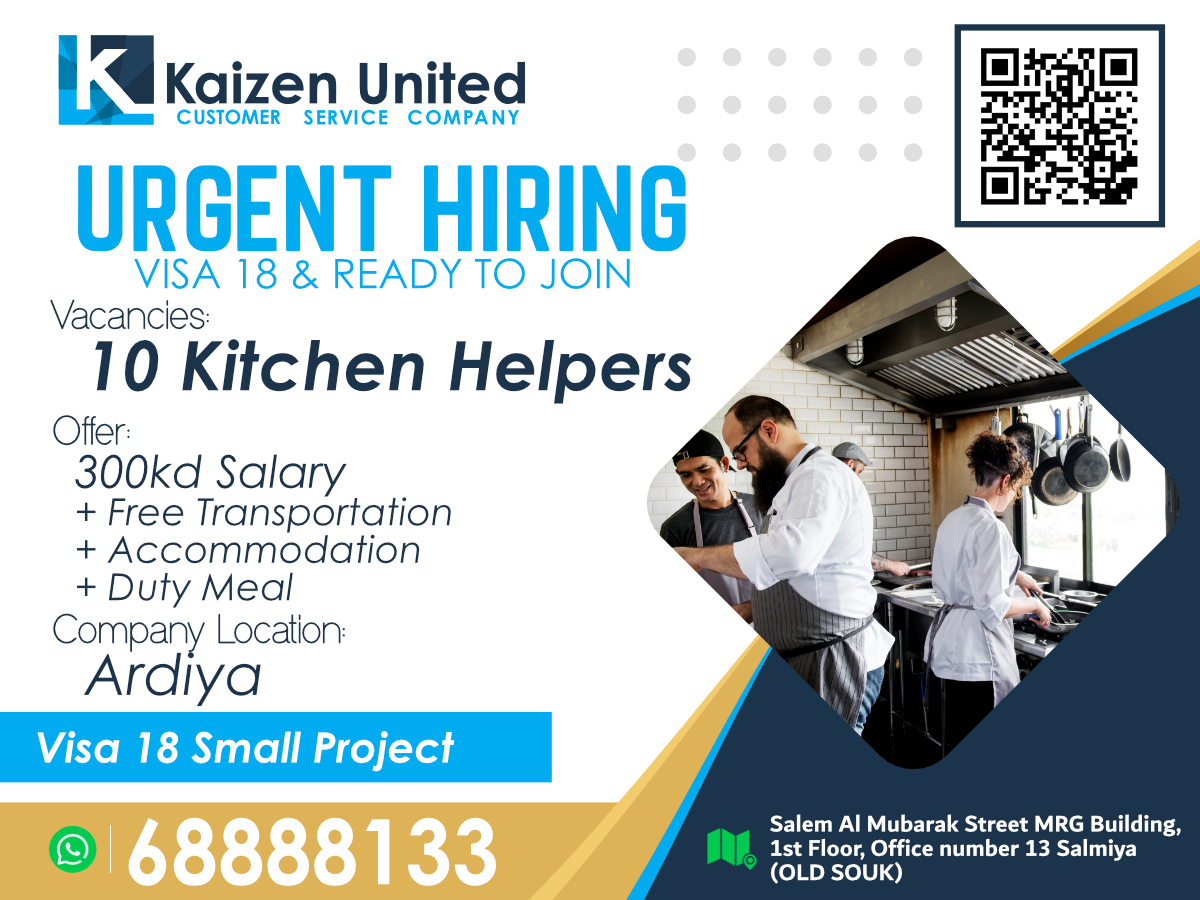 K
Kaizen United
CUSTOMER SERVICE COMPANY
URGENT HIRING
VISA 18 & READY TO JOIN
Vacancies:
10 Kitchen Helpers
Offer:
300kd Salary
+ Free Transportation
+ Accommodation
+ Duty Meal
Company Location:
Ardiya
Visa 18 Small Project
68888133
Salem Al Mubarak Street MRG Building,
1st Floor, Office number 13 Salmiya
(OLD SOUK)